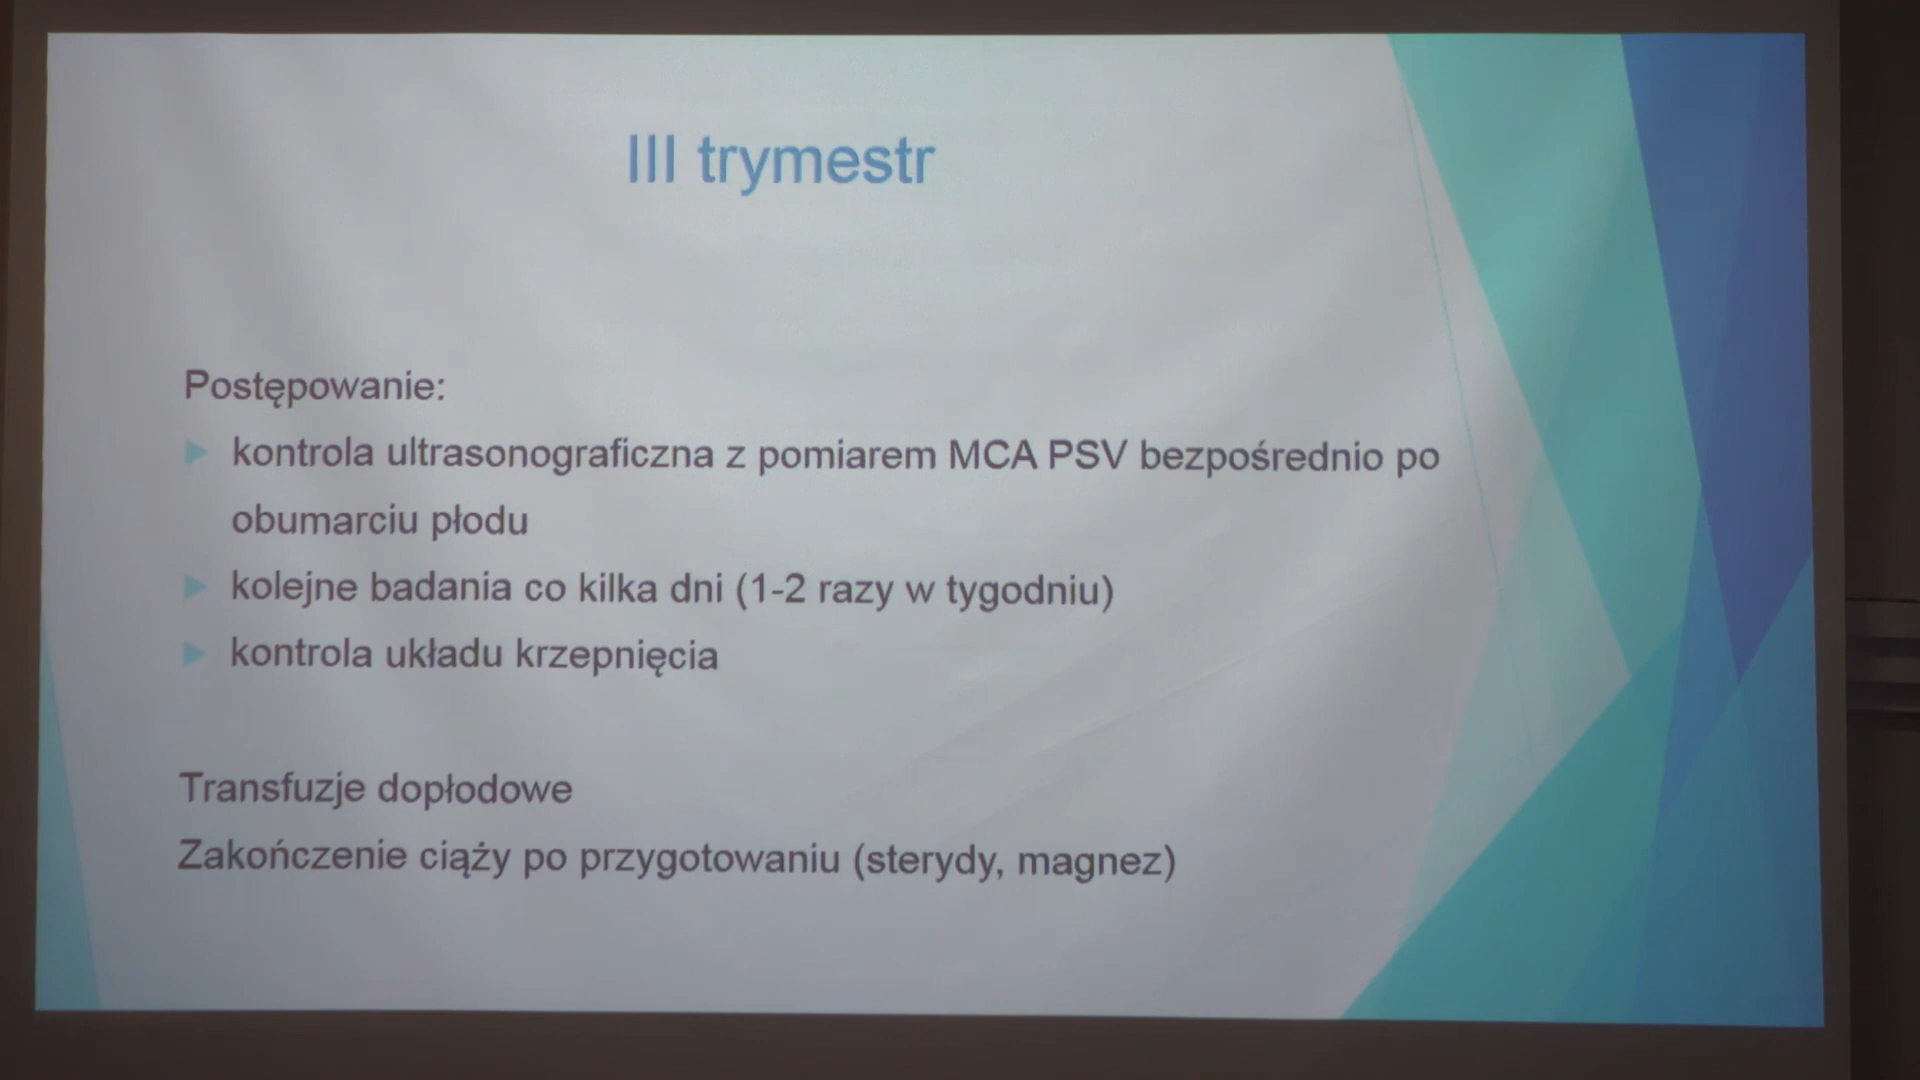 III trymestr
Postępowanie:
kontrola ultrasonograficzna z pomiarem MCA PSV bezpośrednio po
obumarciu płodu
kolejne badania co kilka dni (1-2 razy w tygodniu)
kontrola układu krzepnięcia
Transfuzje dopłodowe
Zakończenie ciąży po przygotowaniu (sterydy, magnez)